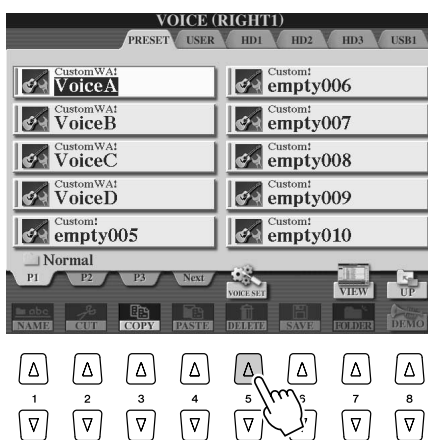 VOICE (RIGHT1)
PRESET USER HD1 HD2 HD3 USB1
CustomWA!
VoiceA
Custom!
empty006
CustomWA!
VoiceB
Custom!
empty007
CustomWA!
VoiceC
Custom!
empty008
CustomWA!
VoiceD
Custom!
empty009
Custom!
empty005
Custom!
empty010
Normal
P1 P2 P3 Next
VOICE SET VIEW UP
abc
NAME CUT COPY PASTE DELETE SAVE FOLDER DEMO
1 2 3 4 5 6 7 8